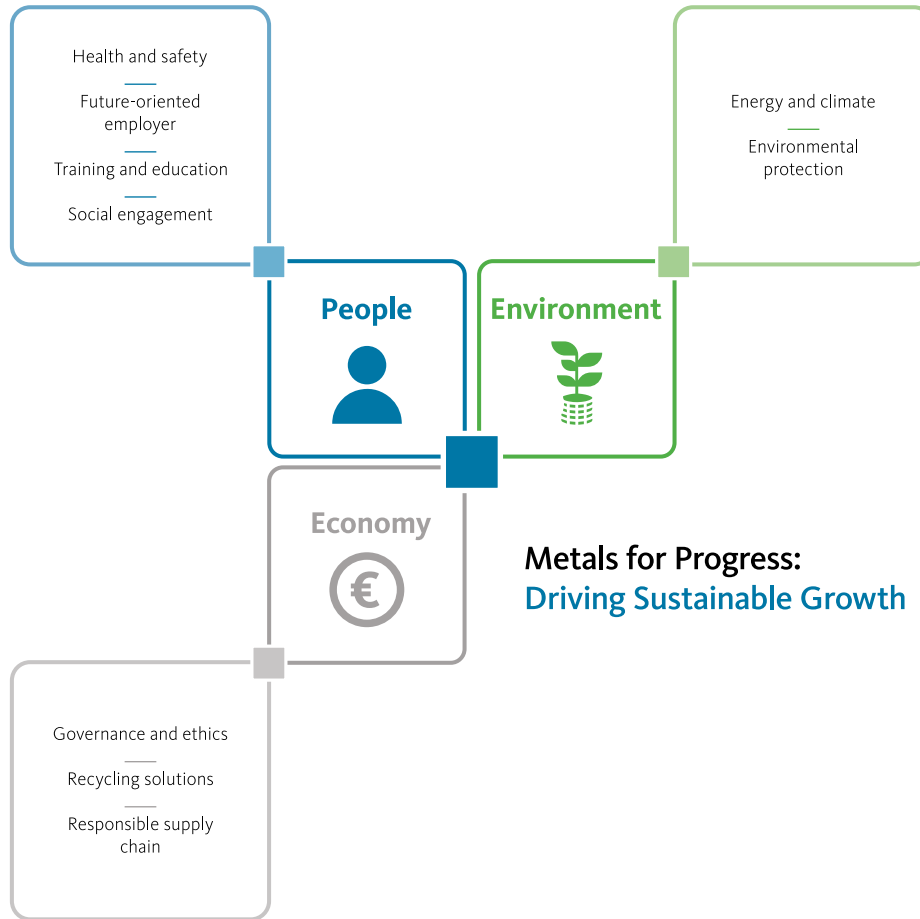 Health and safety
Future-oriented
employer
Training and education
Social engagement
Energy and climate
Environmental
protection
People
Environment
Economy
€
Metals for Progress:
Driving Sustainable Growth
Governance and ethics
Recycling solutions
Responsible supply
chain